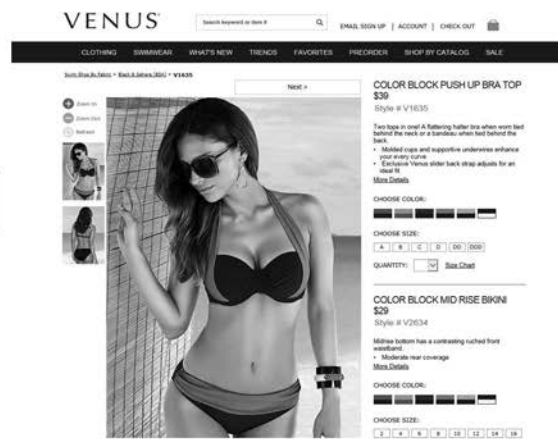 VENUS
Search keyword or item #
EMAIL SIGN UP | ACCOUNT | CHECK OUT
CLOTHING SWIMWEAR WHAT'S NEW TRENDS FAVORITES PREORDER SHOP BY CATALOG SALE
V1635
Next >
Zoom In
Zoom Out
Refresh
COLOR BLOCK PUSH UP BRA TOP
$39
Style # V1635
Two tops in one! A flattering halter bra when worn tied
behind the neck or a bandeau when tied behind the
back.
• Molded cups and supportive underwires enhance
your every curve
• Exclusive Venus slider back strap adjusts for an
ideal fit
More Details
CHOOSE COLOR:
CHOOSE SIZE:
A B C D DD DDD
QUANTITY: Size Chart
COLOR BLOCK MID RISE BIKINI
$29
Style # V2634
Midrise bottom has a contrasting ruched front
waistband.
• Moderate rear coverage
More Details
CHOOSE COLOR:
CHOOSE SIZE:
2 4 6 8 10 12 14 16